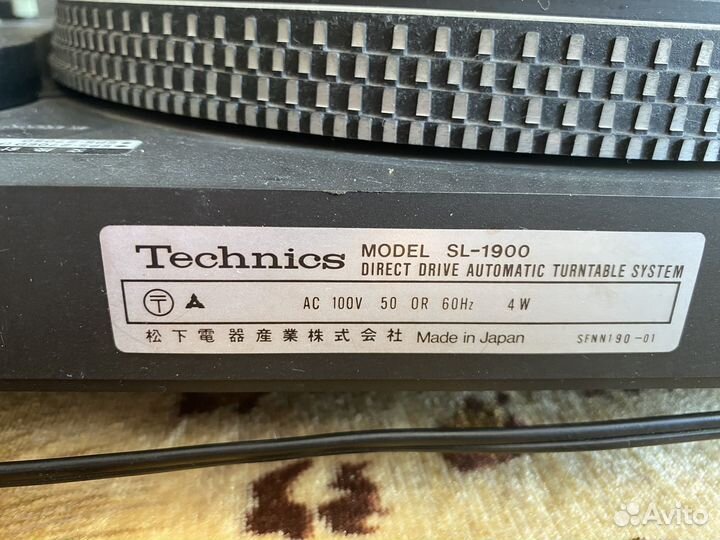 Technics MODEL SL-1900
DIRECT DRIVE AUTOMATIC TURNTABLE SYSTEM
〒 AC 100V 50 OR 60Hz 4W
松下電器産業株式会社 Made in Japan SFNN190-01
Avito